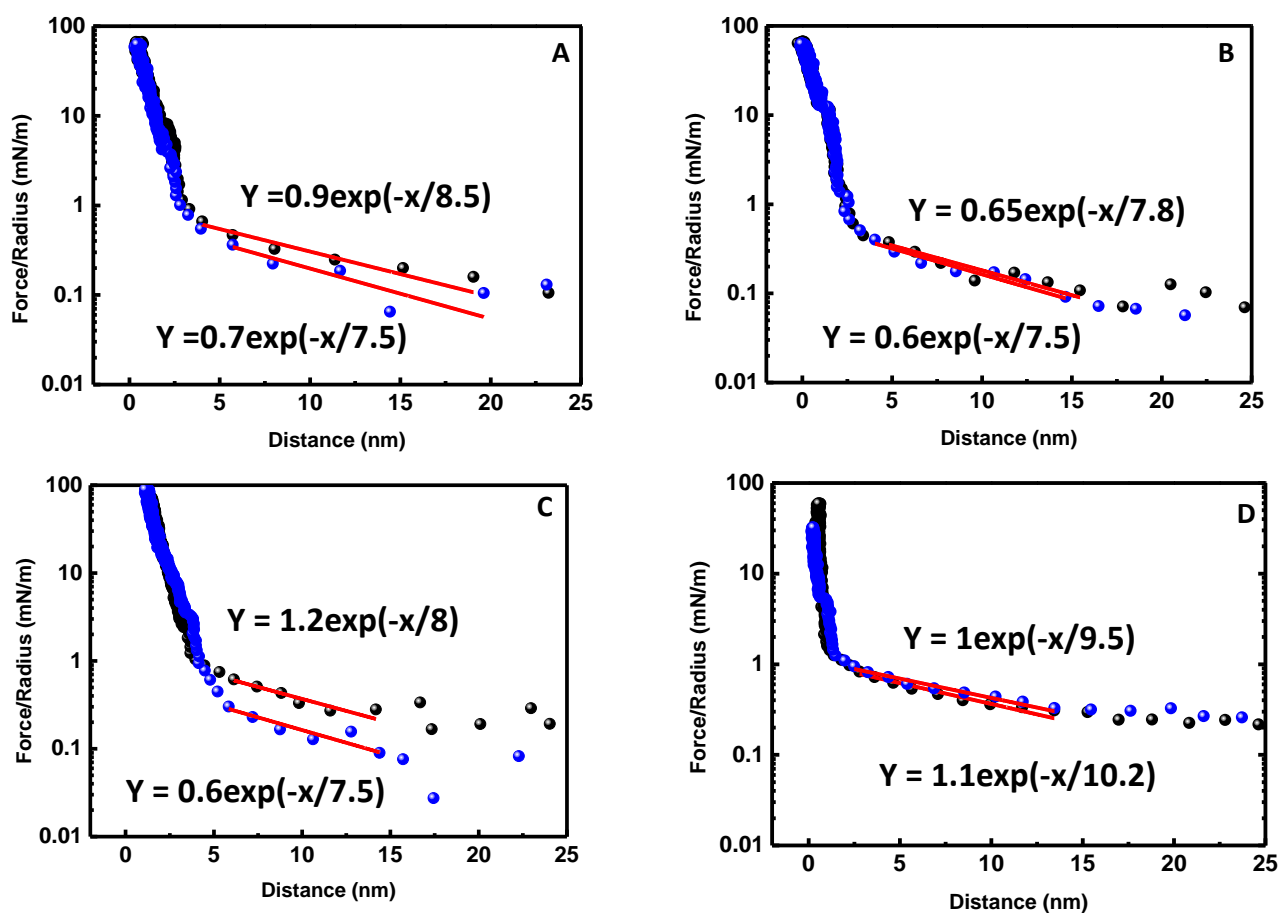 A
100
10
1
0.1
0.01
Force/Radius (mN/m)
Y =0.9exp(-x/8.5)
Y =0.7exp(-x/7.5)
0 5 10 15 20 25
Distance (nm)
B
100
10
1
0.1
0.01
Force/Radius (mN/m)
Y = 0.65exp(-x/7.8)
Y = 0.6exp(-x/7.5)
0 5 10 15 20 25
Distance (nm)
C
100
10
1
0.1
0.01
Force/Radius (mN/m)
Y = 1.2exp(-x/8)
Y = 0.6exp(-x/7.5)
0 5 10 15 20 25
Distance (nm)
D
100
10
1
0.1
0.01
Force/Radius (mN/m)
Y = 1exp(-x/9.5)
Y = 1.1exp(-x/10.2)
0 5 10 15 20 25
Distance (nm)